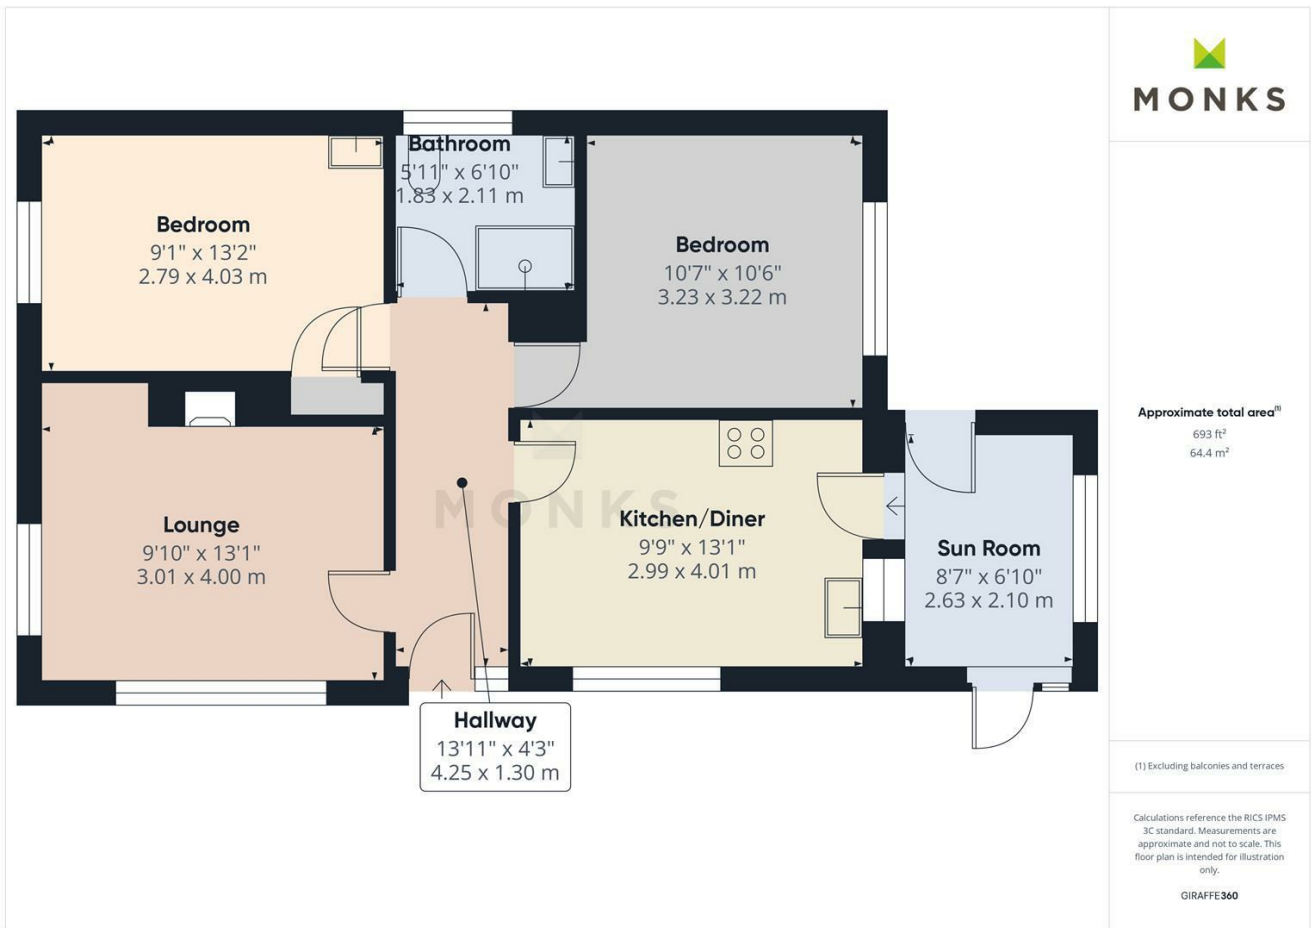 MONKS
Bathroom
5'11" x 6'10"
1.83 x 2.11 m
Bedroom
9'1" x 13'2"
2.79 x 4.03 m
Bedroom
10'7" x 10'6"
3.23 x 3.22 m
Approximate total area⁽¹⁾
693 ft²
64.4 m²
MONKS
Lounge
9'10" x 13'1"
3.01 x 4.00 m
Kitchen/Diner
9'9" x 13'1"
2.99 x 4.01 m
Sun Room
8'7" x 6'10"
2.63 x 2.10 m
Hallway
13'11" x 4'3"
4.25 x 1.30 m
(1) Excluding balconies and terraces
Calculations reference the RICS IPMS
3C standard. Measurements are
approximate and not to scale. This
floor plan is intended for illustration
only.
GIRAFFE360